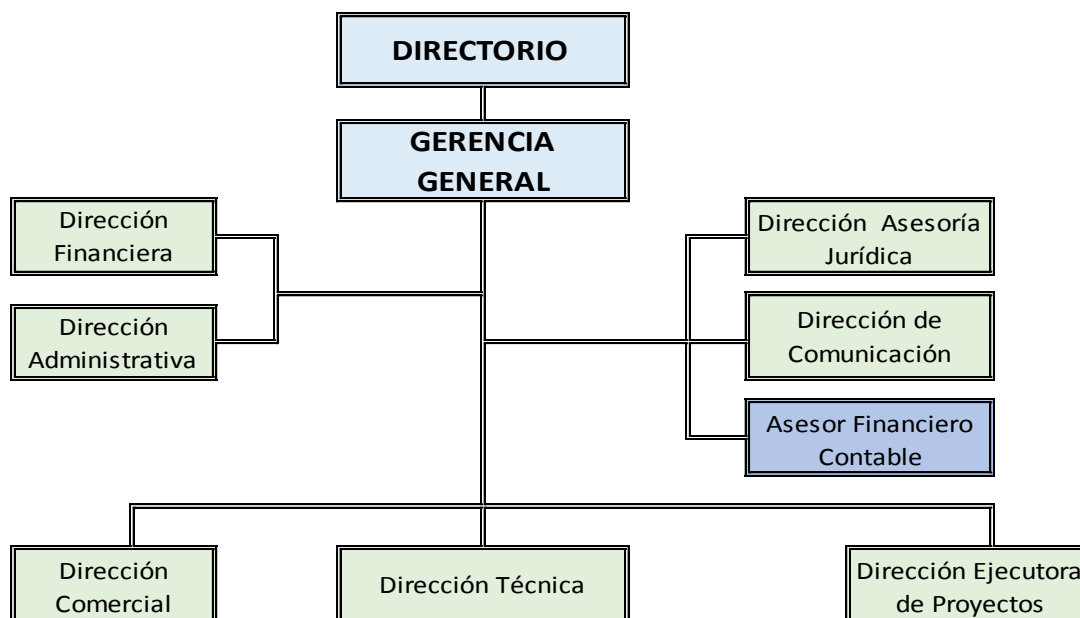 DIRECTORIO
GERENCIA
GENERAL
Dirección
Financiera
Dirección Asesoría
Jurídica
Dirección
Administrativa
Dirección de
Comunicación
Asesor Financiero
Contable
Dirección
Comercial
Dirección Técnica
Dirección Ejecutora
de Proyectos